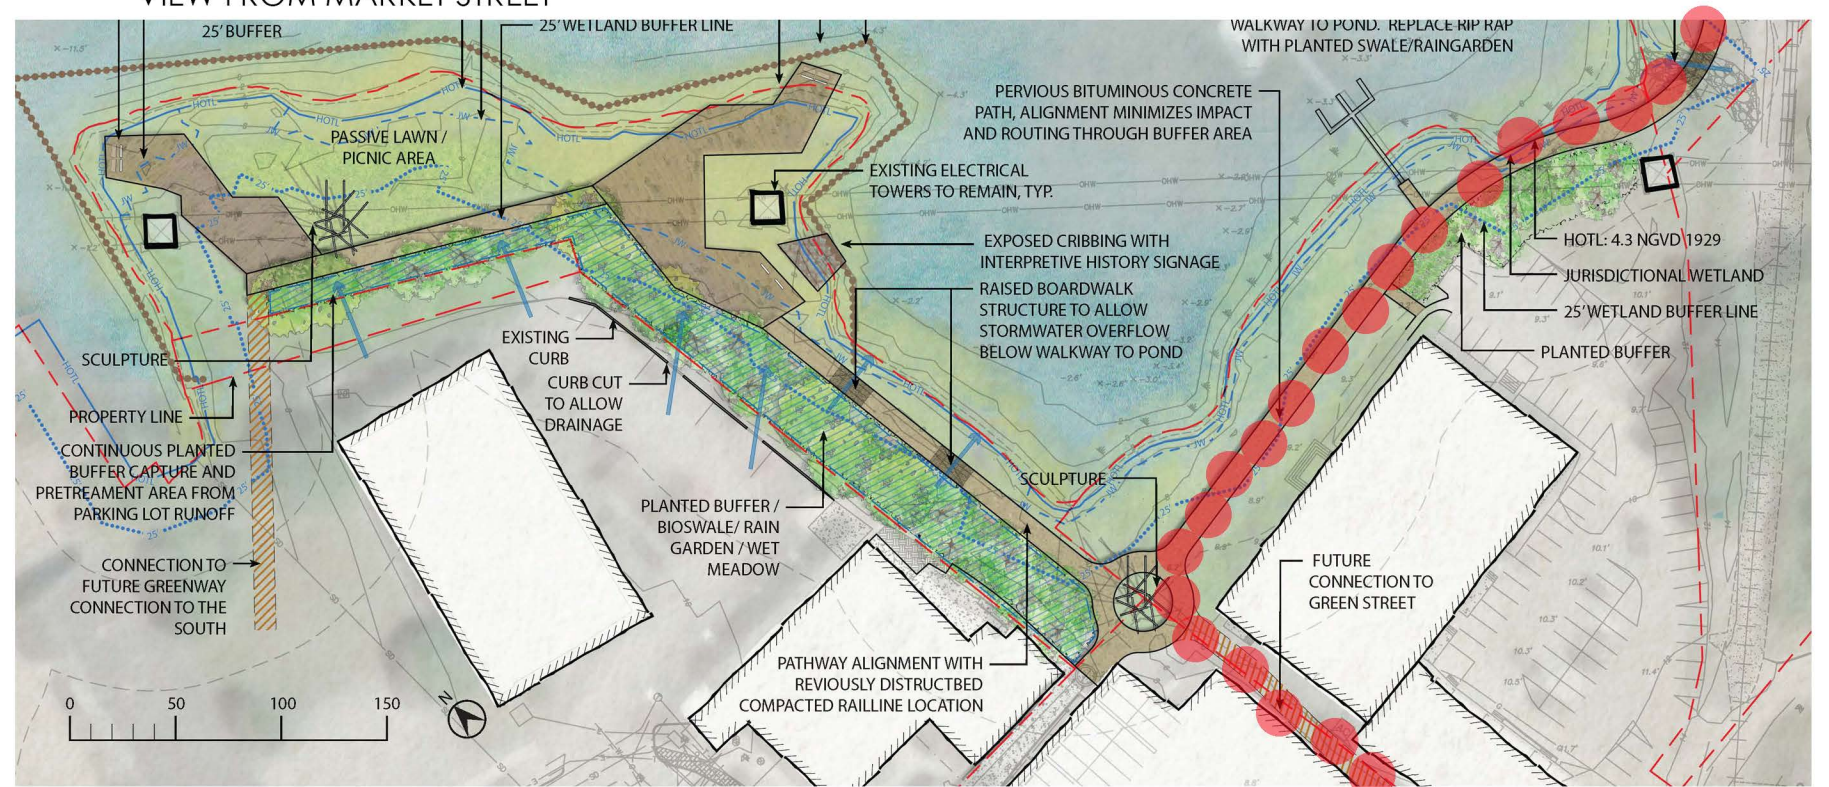 VIEW FROM MARKET STREET
25' BUFFER
25' WETLAND BUFFER LINE
WALKWAY TO POND. REPLACE RIP RAP
WITH PLANTED SWALE/RAINGARDEN
PASSIVE LAWN /
PICNIC AREA
PERVIOUS BITUMINOUS CONCRETE
PATH, ALIGNMENT MINIMIZES IMPACT
AND ROUTING THROUGH BUFFER AREA
EXISTING ELECTRICAL
TOWERS TO REMAIN, TYP.
EXPOSED CRIBBING WITH
INTERPRETIVE HISTORY SIGNAGE
RAISED BOARDWALK
STRUCTURE TO ALLOW
STORMWATER OVERFLOW
BELOW WALKWAY TO POND
HOTL: 4.3 NGVD 1929
JURISDICTIONAL WETLAND
25' WETLAND BUFFER LINE
PLANTED BUFFER
EXISTING
CURB
CURB CUT
TO ALLOW
DRAINAGE
SCULPTURE
PROPERTY LINE
CONTINUOUS PLANTED
BUFFER CAPTURE AND
PRETREAMENT AREA FROM
PARKING LOT RUNOFF
CONNECTION TO
FUTURE GREENWAY
CONNECTION TO THE
SOUTH
PLANTED BUFFER /
BIOSWALE/ RAIN
GARDEN / WET
MEADOW
SCULPTURE
FUTURE
CONNECTION TO
GREEN STREET
PATHWAY ALIGNMENT WITH
REVIOUSLY DISTRUCTBED
COMPACTED RAILLINE LOCATION
0 50 100 150
N